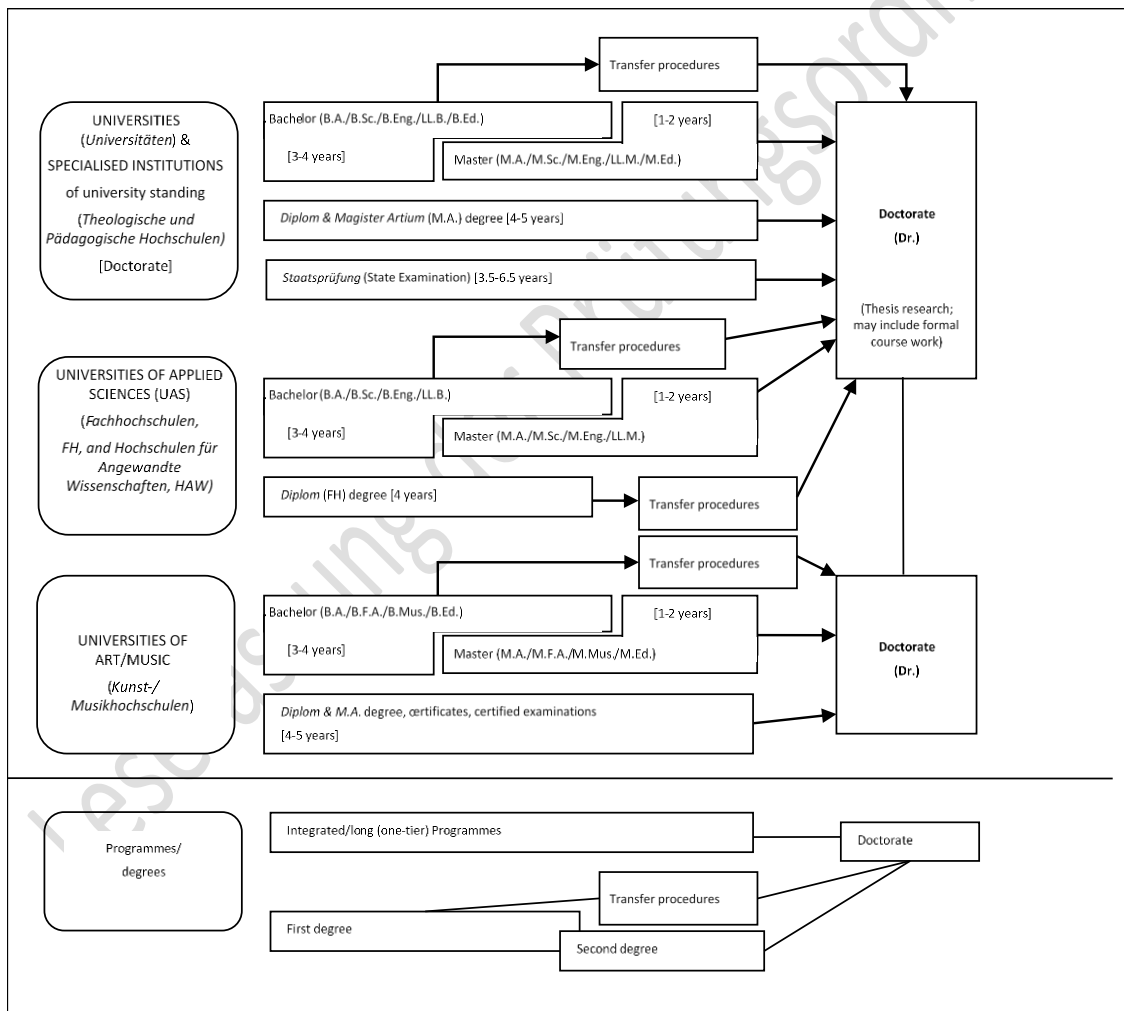 Transfer procedures
UNIVERSITIES
(Universitäten) &
SPECIALISED INSTITUTIONS
of university standing
(Theologische und
Pädagogische Hochschulen)
[Doctorate]
Bachelor (B.A./B.Sc./B.Eng./LL.B./B.Ed.)
[3-4 years]
[1-2 years]
Master (M.A./M.Sc./M.Eng./LL.M./M.Ed.)
Diplom & Magister Artium (M.A.) degree [4-5 years]
Staatsprüfung (State Examination) [3.5-6.5 years]
Doctorate
(Dr.)
(Thesis research;
may include formal
course work)
Transfer procedures
UNIVERSITIES OF APPLIED
SCIENCES (UAS)
(Fachhochschulen,
FH, and Hochschulen für
Angewandte
Wissenschaften, HAW)
Bachelor (B.A./B.Sc./B.Eng./LL.B.)
[3-4 years]
[1-2 years]
Master (M.A./M.Sc./M.Eng./LL.M.)
Diplom (FH) degree [4 years]
Transfer procedures
Transfer procedures
UNIVERSITIES OF
ART/MUSIC
(Kunst-/
Musikhochschulen)
Bachelor (B.A./B.F.A./B.Mus./B.Ed.)
[3-4 years]
[1-2 years]
Master (M.A./M.F.A./M.Mus./M.Ed.)
Diplom & M.A. degree, certificates, certified examinations
[4-5 years]
Doctorate
(Dr.)
Programmes/
degrees
Integrated/long (one-tier) Programmes
Doctorate
Transfer procedures
First degree
Second degree